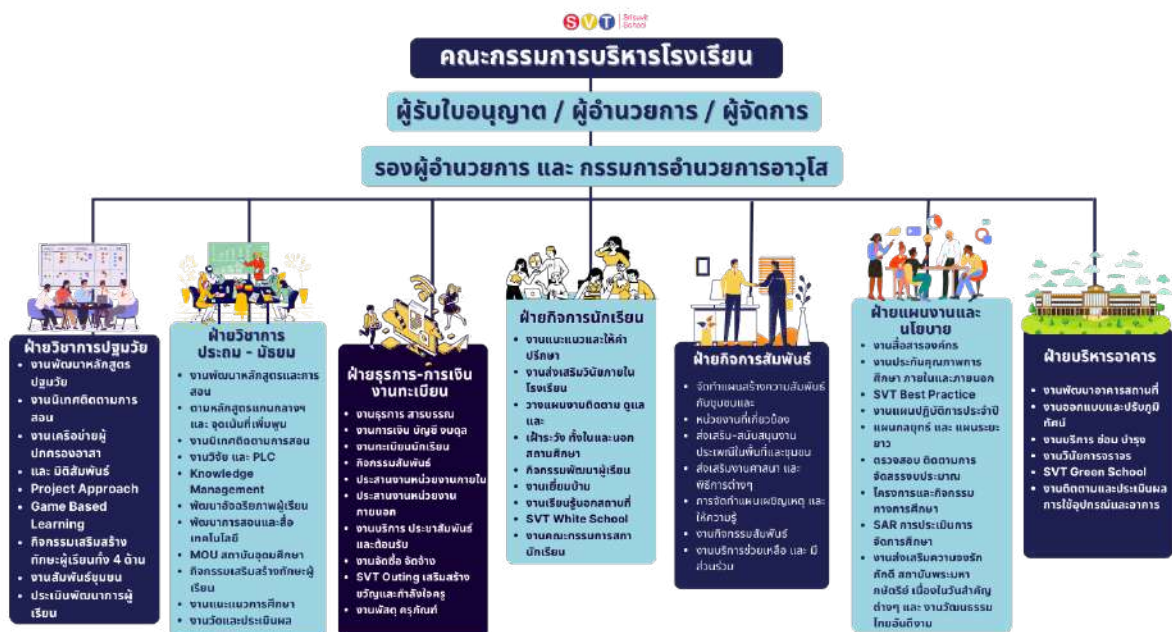 SVT
Srisuvit
School
คณะกรรมการบริหารโรงเรียน
ผู้รับใบอนุญาต / ผู้อำนวยการ / ผู้จัดการ
รองผู้อำนวยการ และ กรรมการอำนวยการอาวุโส
ฝ่ายวิชาการปฐมวัย
• งานพัฒนาหลักสูตร
ปฐมวัย
• งานนิเทศติดตามการ
สอน
• งานเครือข่ายผู้
ปกครองอาสา
• และ มิติสัมพันธ์
• Project Approach
• Game Based
Learning
• กิจกรรมเสริมสร้าง
ทักษะผู้เรียนทั้ง 4 ด้าน
• งานสัมพันธ์ชุมชน
• ประเมินพัฒนาการผู้
เรียน
ฝ่ายวิชาการ
ประถม - มัธยม
• งานพัฒนาหลักสูตรและการ
สอน
• ตามหลักสูตรแกนกลางฯ
และ จุดเน้นที่เพิ่มพูน
• งานนิเทศติดตามการสอน
• งานวิจัย และ PLC
• Knowledge
Management
• พัฒนาอัจฉริยภาพผู้เรียน
• พัฒนาการสอนและสื่อ
เทคโนโลยี
• MOU สถาบันอุดมศึกษา
• กิจกรรมเสริมสร้างทักษะผู้
เรียน
• งานแนะแนวการศึกษา
• งานวัดและประเมินผล
ฝ่ายธุรการ-การเงิน
งานทะเบียน
• งานธุรการ สารบรรณ
• งานการเงิน บัญชี งบดุล
• งานทะเบียนนักเรียน
• กิจกรรมสัมพันธ์
• ประสานงานหน่วยงานภายใน
• ประสานงานหน่วยงาน
ภายนอก
• งานบริการ ประชาสัมพันธ์
และต้อนรับ
• งานจัดซื้อ จัดจ้าง
• SVT Outing เสริมสร้าง
ขวัญและกำลังใจครู
• งานพัสดุ ครุภัณฑ์
ฝ่ายกิจการนักเรียน
• งานแนะแนวและให้คำ
ปรึกษา
• งานส่งเสริมวินัยภายใน
โรงเรียน
• วางแผนงานติดตาม ดูแล
และ
• เฝ้าระวัง ทั้งในและนอก
สถานศึกษา
• กิจกรรมพัฒนาผู้เรียน
• งานเยี่ยมบ้าน
• งานเรียนรู้นอกสถานที่
• SVT White School
• งานคณะกรรมการสภา
นักเรียน
ฝ่ายกิจการสัมพันธ์
• จัดทำแผนสร้างความสัมพันธ์
กับชุมชนและ
• หน่วยงานที่เกี่ยวข้อง
• ส่งเสริม-สนับสนุนงาน
ประเพณีในพื้นที่และชุมชน
• ส่งเสริมงานศาสนา และ
พิธีการต่างๆ
• การจัดทำแผนเผชิญเหตุ และ
ให้ความรู้
• งานกิจกรรมสัมพันธ์
• งานบริการช่วยเหลือ และ มี
ส่วนร่วม
ฝ่ายแผนงานและ
นโยบาย
• งานสื่อสารองค์กร
• งานประกันคุณภาพการ
ศึกษา ภายในและภายนอก
• SVT Best Practice
• งานแผนปฏิบัติการประจำปี
• แผนกลยุทธ์ และ แผนระยะ
ยาว
• ตรวจสอบ ติดตามการ
จัดสรรงบประมาณ
• โครงการและกิจกรรม
ทางการศึกษา
• SAR การประเมินการ
จัดการศึกษา
• งานส่งเสริมความจงรัก
ภักดี สถาบันพระมหา
กษัตริย์ เนื่องในวันสำคัญ
ต่างๆ และ งานวัฒนธรรม
ไทยอันดีงาม
ฝ่ายบริหารอาคาร
• งานพัฒนาอาคารสถานที่
• งานออกแบบและปรับภูมิ
ทัศน์
• งานบริการ ซ่อม บำรุง
• งานวินัยการจราจร
• SVT Green School
• งานติดตามและประเมินผล
การใช้อุปกรณ์และอาคาร